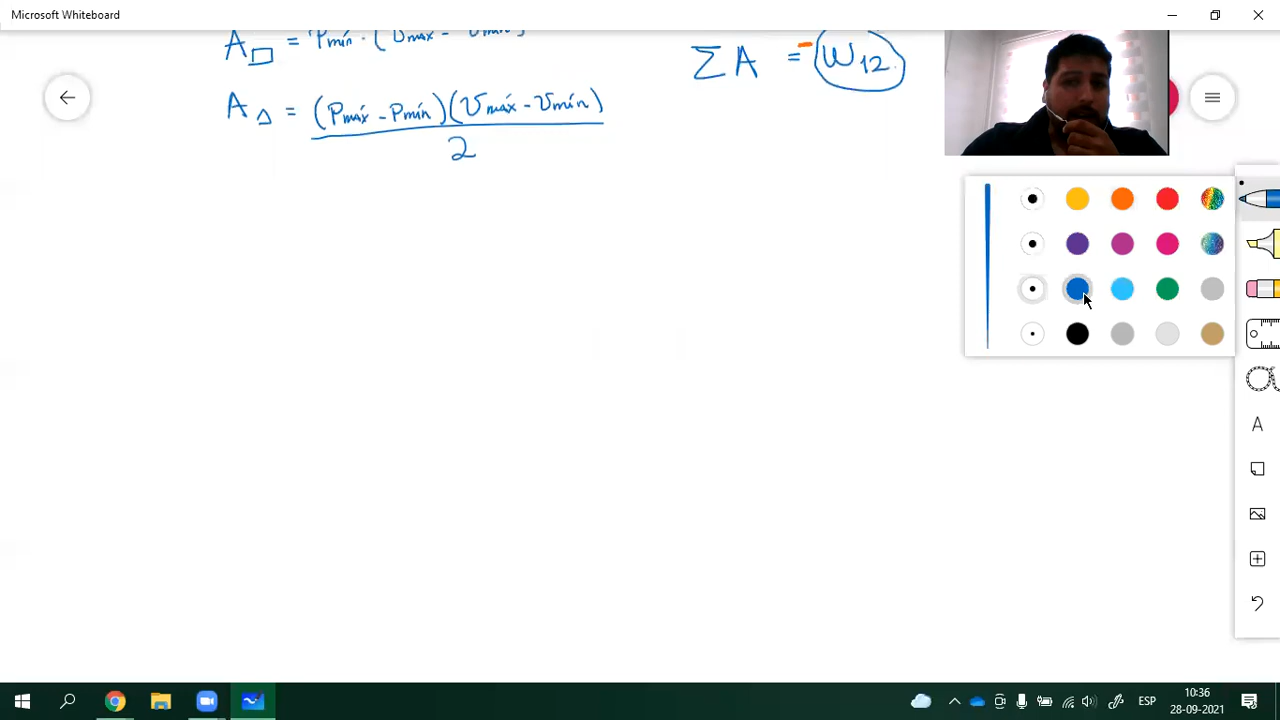 Microsoft Whiteboard
A□ = Pmín · (Vmáx - Vmín)
ΣA = - W12
A△ = (Pmáx - Pmín)(Vmáx - Vmín)
2
A
ESP
10:36
28-09-2021